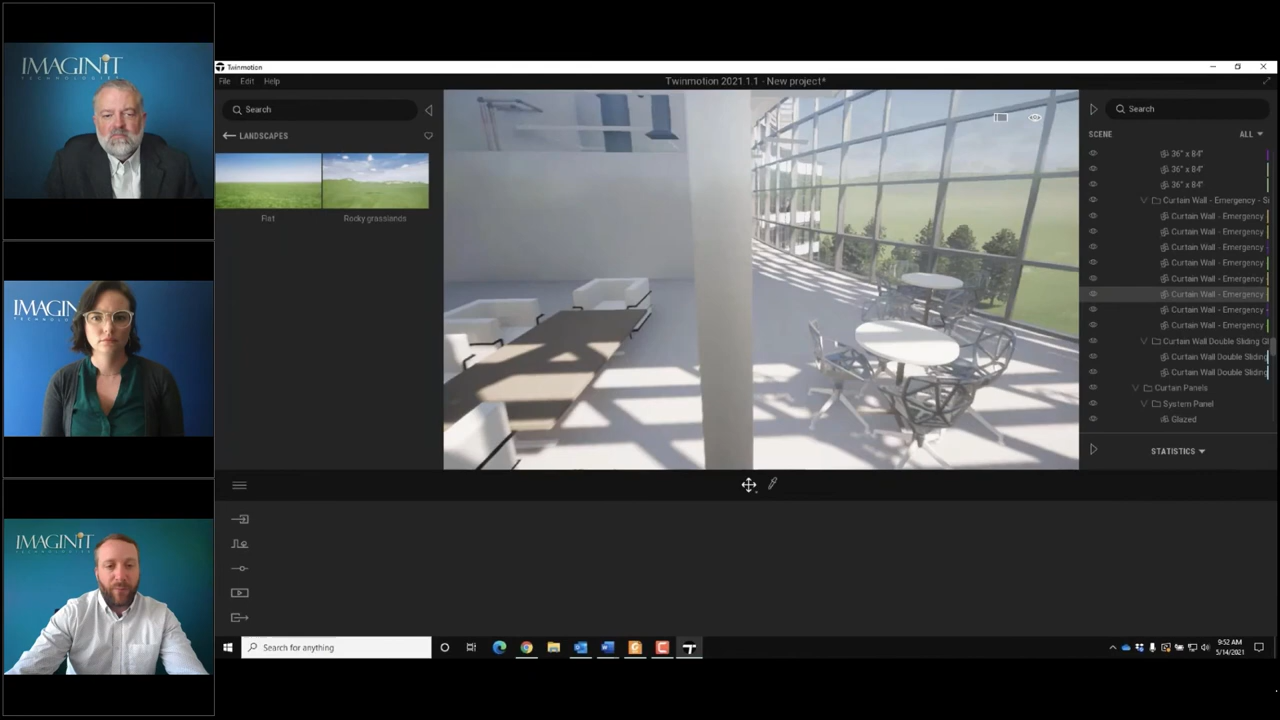 IMAGINiT
TECHNOLOGIES
IMAGINiT
IMAGINiT
TECHNOLOGIES
Twinmotion
File Edit Help
Twinmotion 2021.1.1 - New project*
Search
LANDSCAPES
Flat
Rocky grasslands
Search
SCENE
ALL
36" x 84"
36" x 84"
36" x 84"
Curtain Wall - Emergency - Si
Curtain Wall - Emergency
Curtain Wall - Emergency
Curtain Wall - Emergency
Curtain Wall - Emergency
Curtain Wall - Emergency
Curtain Wall - Emergency
Curtain Wall - Emergency
Curtain Wall - Emergency
Curtain Wall Double Sliding Gl
Curtain Wall Double Sliding
Curtain Wall Double Sliding
Curtain Panels
System Panel
Glazed
STATISTICS
Search for anything
9:52 AM
5/14/2021